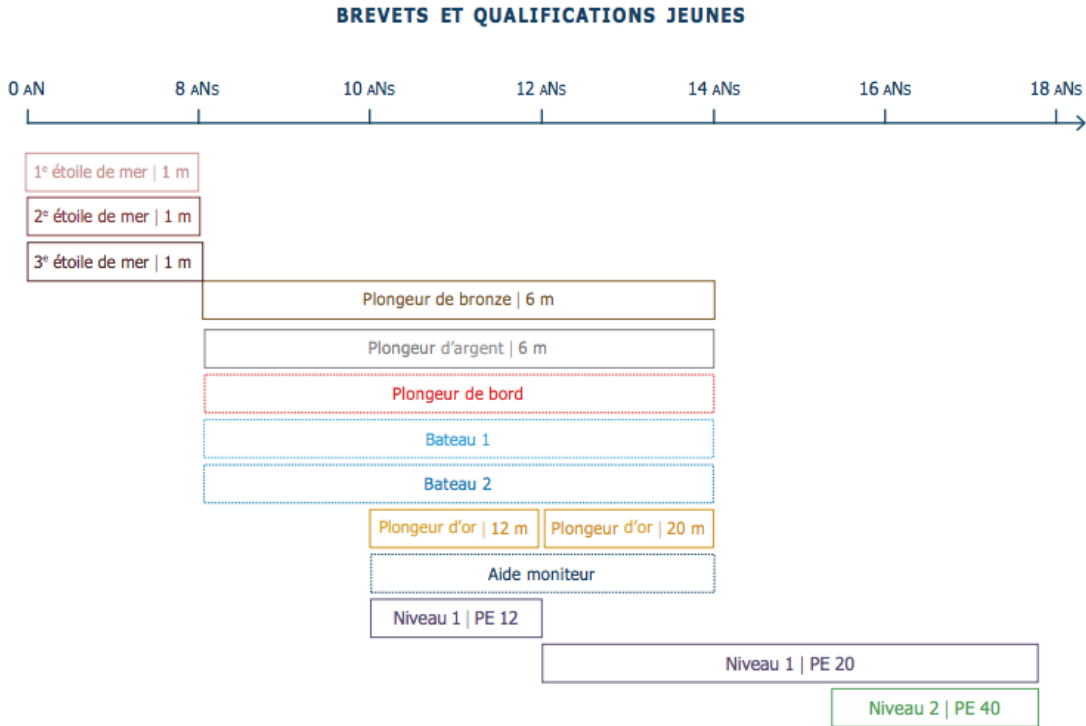 BREVETS ET QUALIFICATIONS JEUNES
0 AN 8 ANs 10 ANs 12 ANs 14 ANs 16 ANs 18 ANs
1e étoile de mer | 1 m
2e étoile de mer | 1 m
3e étoile de mer | 1 m
Plongeur de bronze | 6 m
Plongeur d'argent | 6 m
Plongeur de bord
Bateau 1
Bateau 2
Plongeur d'or | 12 m Plongeur d'or | 20 m
Aide moniteur
Niveau 1 | PE 12
Niveau 1 | PE 20
Niveau 2 | PE 40